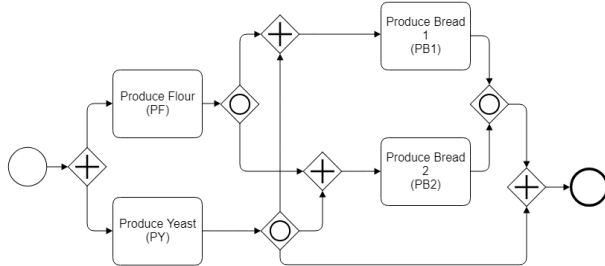 Produce Bread
1
(PB1)
Produce Flour
(PF)
Produce Bread
2
(PB2)
Produce Yeast
(PY)